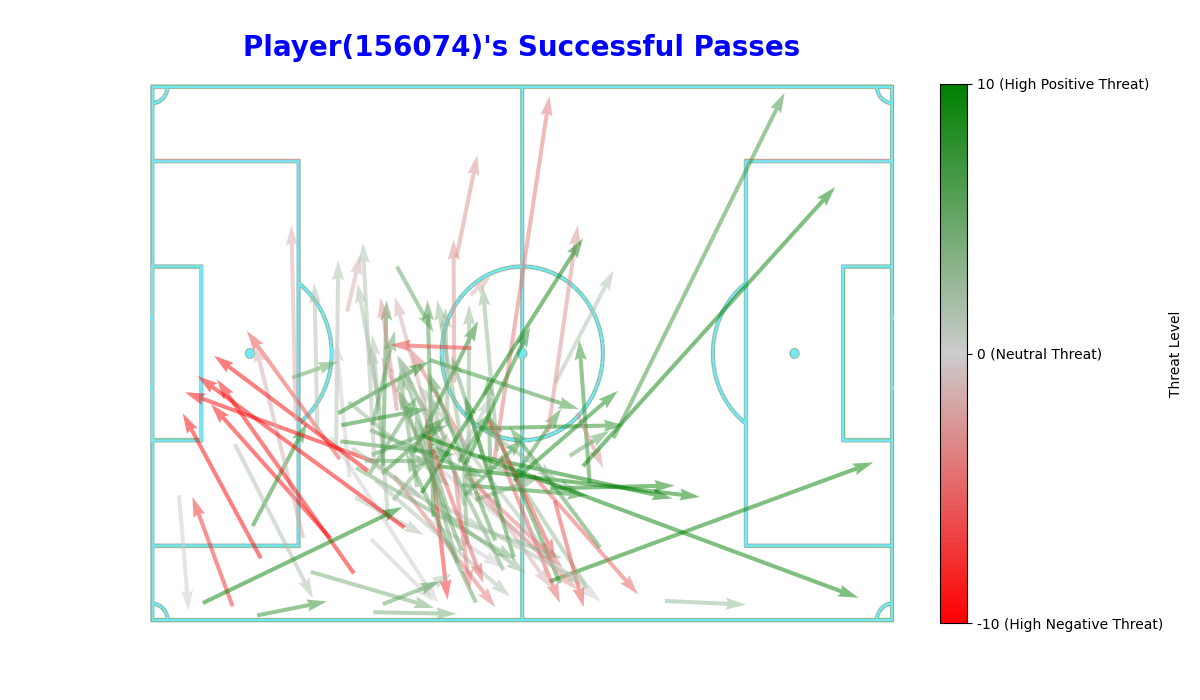 Player(156074)'s Successful Passes
10 (High Positive Threat)
0 (Neutral Threat)
-10 (High Negative Threat)
Threat Level